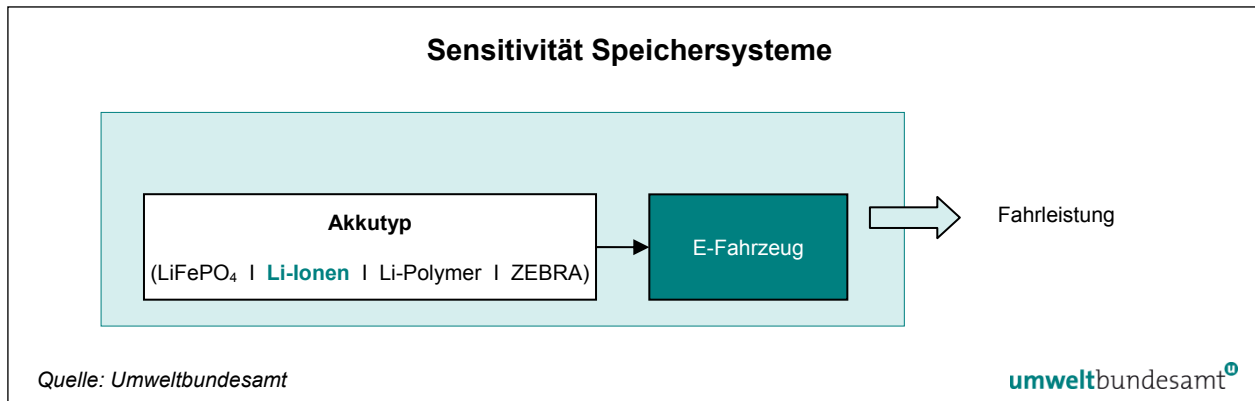 Sensitivität Speichersysteme
Akkutyp
(LiFePO₄ I Li-Ionen I Li-Polymer I ZEBRA)
E-Fahrzeug
Fahrleistung
Quelle: Umweltbundesamt
umweltbundesamt u